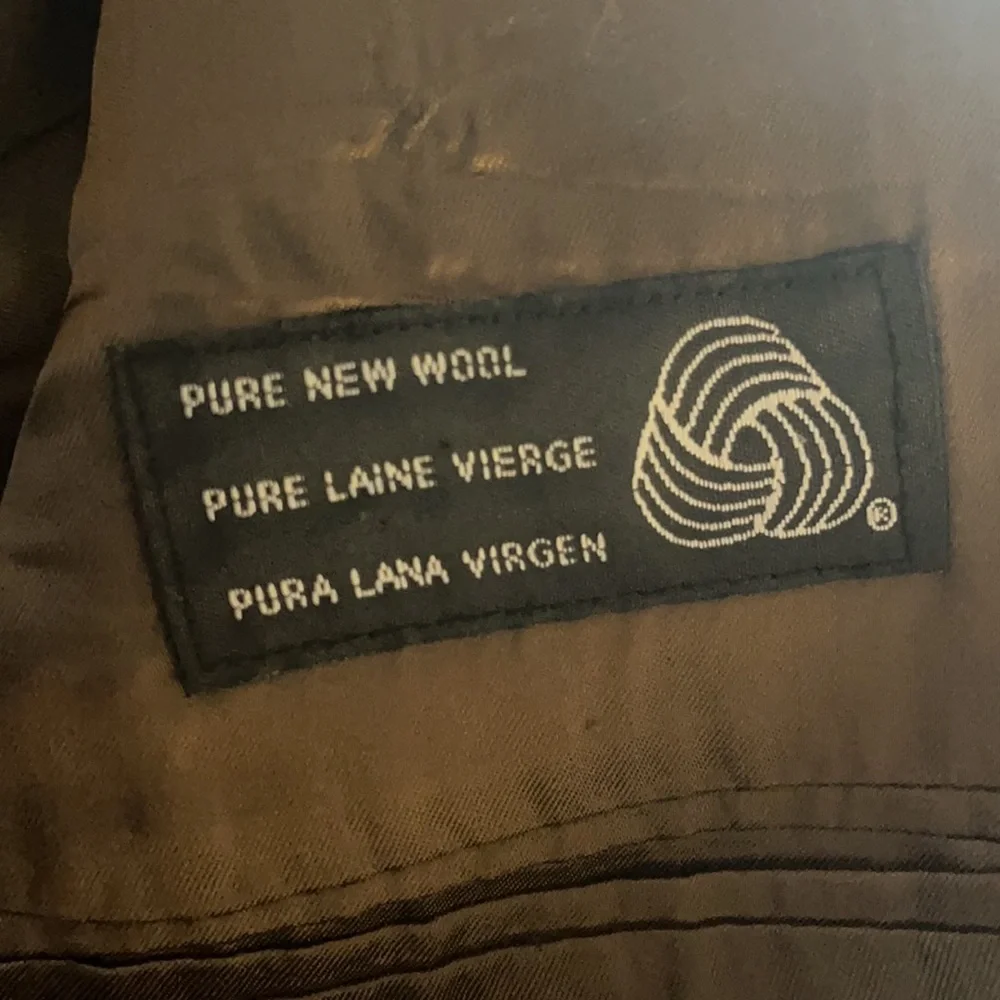 PURE NEW WOOL
PURE LAINE VIERGE
PURA LANA VIRGEN
®